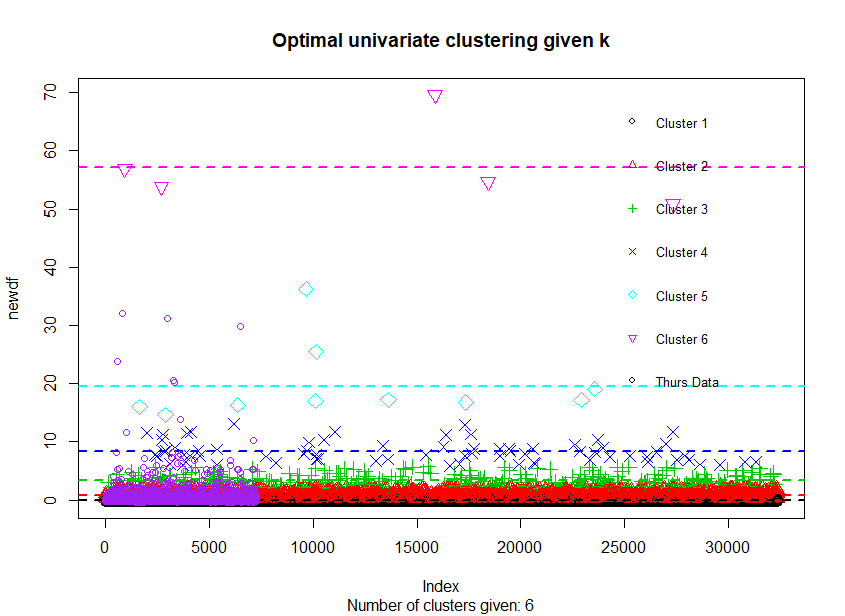 Optimal univariate clustering given k
newdf
70
60
50
40
30
20
10
0
Cluster 1
Cluster 2
Cluster 3
Cluster 4
Cluster 5
Cluster 6
Thurs Data
0 5000 10000 15000 20000 25000 30000
Index
Number of clusters given: 6